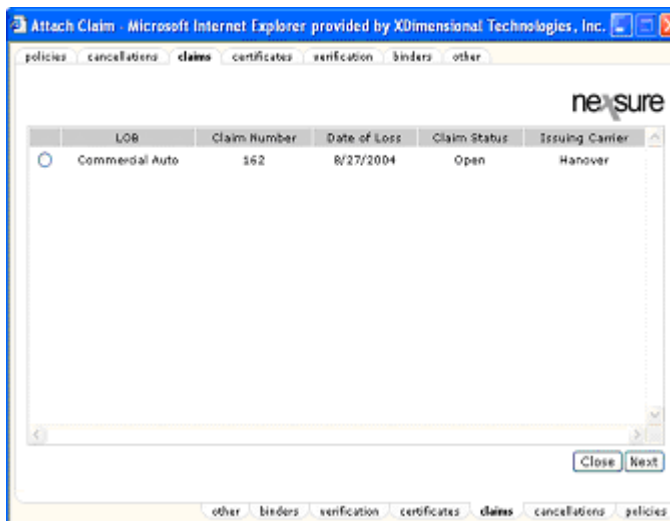 Attach Claim - Microsoft Internet Explorer provided by XDimensional Technologies, Inc.
policies cancellations claims certificates verification binders other
nexsure
LOB Claim Number Date of Loss Claim Status Issuing Carrier
Commercial Auto 162 8/27/2004 Open Hanover
Close Next
other binders verification certificates claims cancellations policies